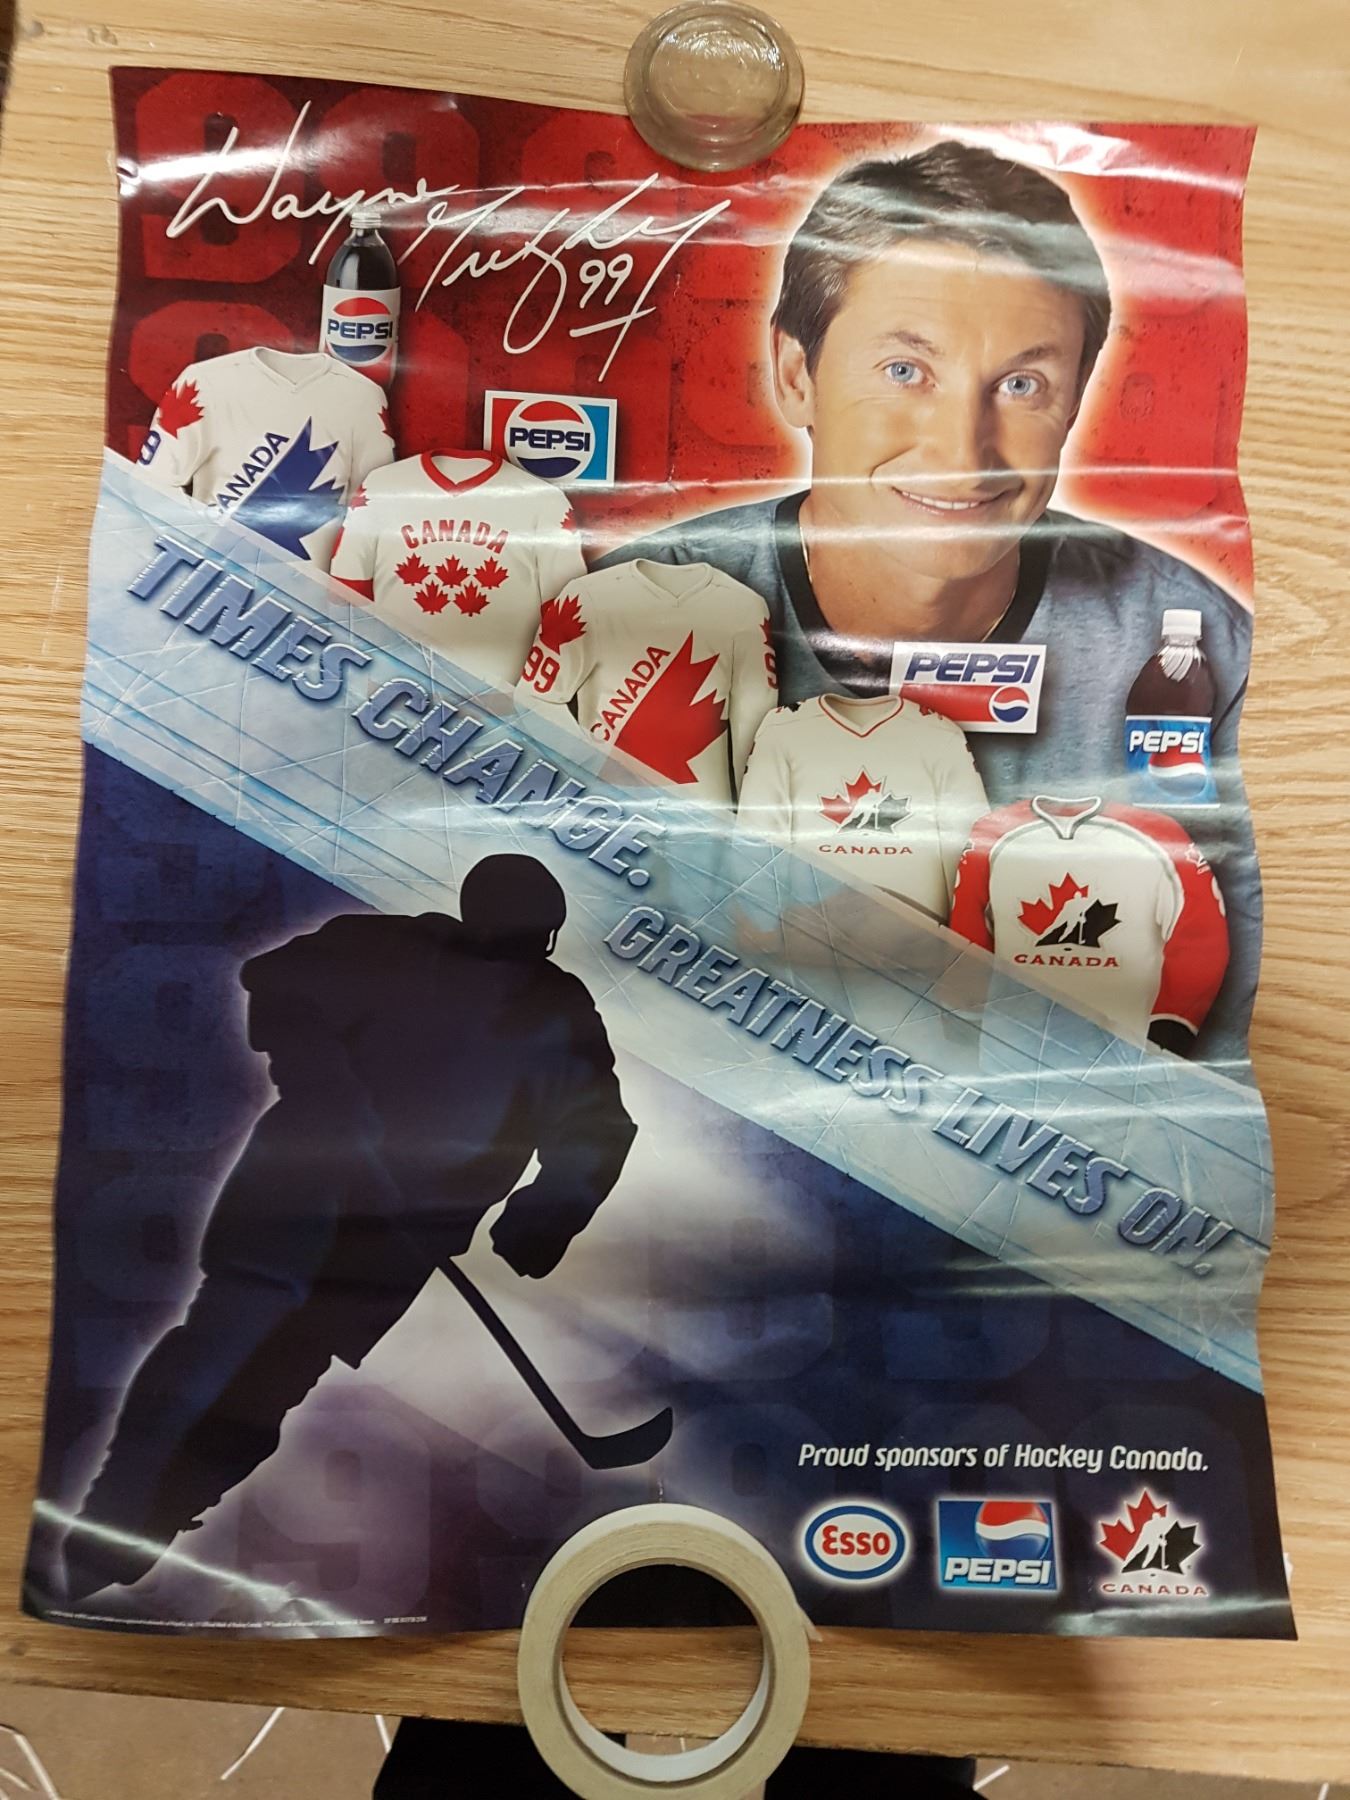 Wayne Gretzky
99
PEPSI
PEPSI
CANADA
CANADA
99
CANADA
PEPSI
PEPSI
CANADA
CANADA
TIMES CHANGE. GREATNESS LIVES ON.
Proud sponsors of Hockey Canada.
Esso
PEPSI
CANADA